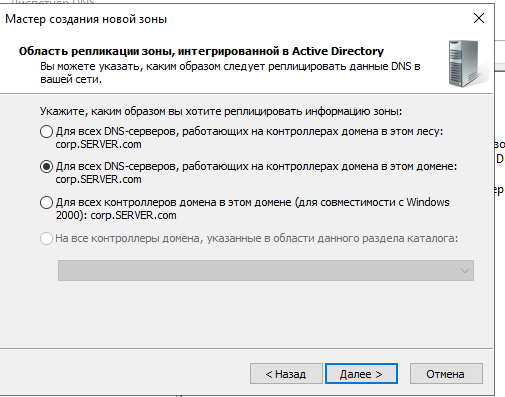 Диспетчер DNS
Мастер создания новой зоны
Область репликации зоны, интегрированной в Active Directory
Вы можете указать, каким образом следует реплицировать данные DNS в
вашей сети.
Укажите, каким образом вы хотите реплицировать информацию зоны:
Для всех DNS-серверов, работающих на контроллерах домена в этом лесу:
corp.SERVER.com
Для всех DNS-серверов, работающих на контроллерах домена в этом домене:
corp.SERVER.com
Для всех контроллеров домена в этом домене (для совместимости с Windows
2000): corp.SERVER.com
На все контроллеры домена, указанные в области данного раздела каталога:
< Назад
Далее >
Отмена